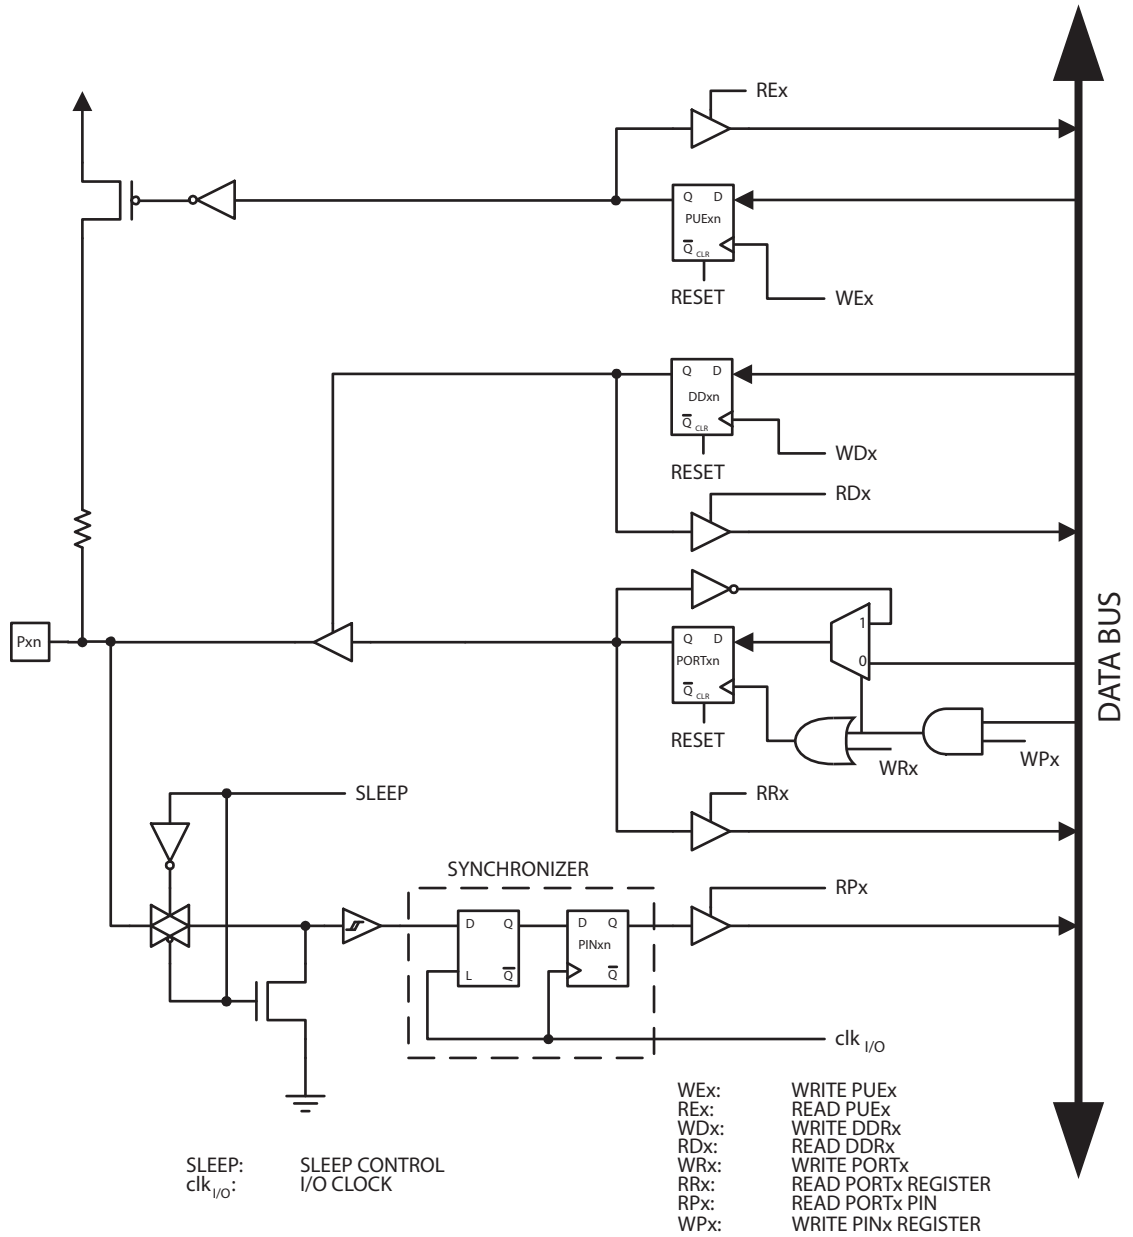 REx
Q D
PUExn
Q̅ CLR
RESET
WEx
Q D
DDxn
Q̅ CLR
WDx
RESET
RDx
1
Pxn
Q D
PORTxn
0
Q̅ CLR
RESET
WRx
WPx
DATA BUS
SLEEP
RRx
SYNCHRONIZER
RPx
D Q
D Q
PINxn
L Q̅
Q̅
clk I/O
WEx: WRITE PUEx
REx: READ PUEx
WDx: WRITE DDRx
RDx: READ DDRx
WRx: WRITE PORTx
RRx: READ PORTx REGISTER
RPx: READ PORTx PIN
WPx: WRITE PINx REGISTER
SLEEP: SLEEP CONTROL
clk I/O: I/O CLOCK